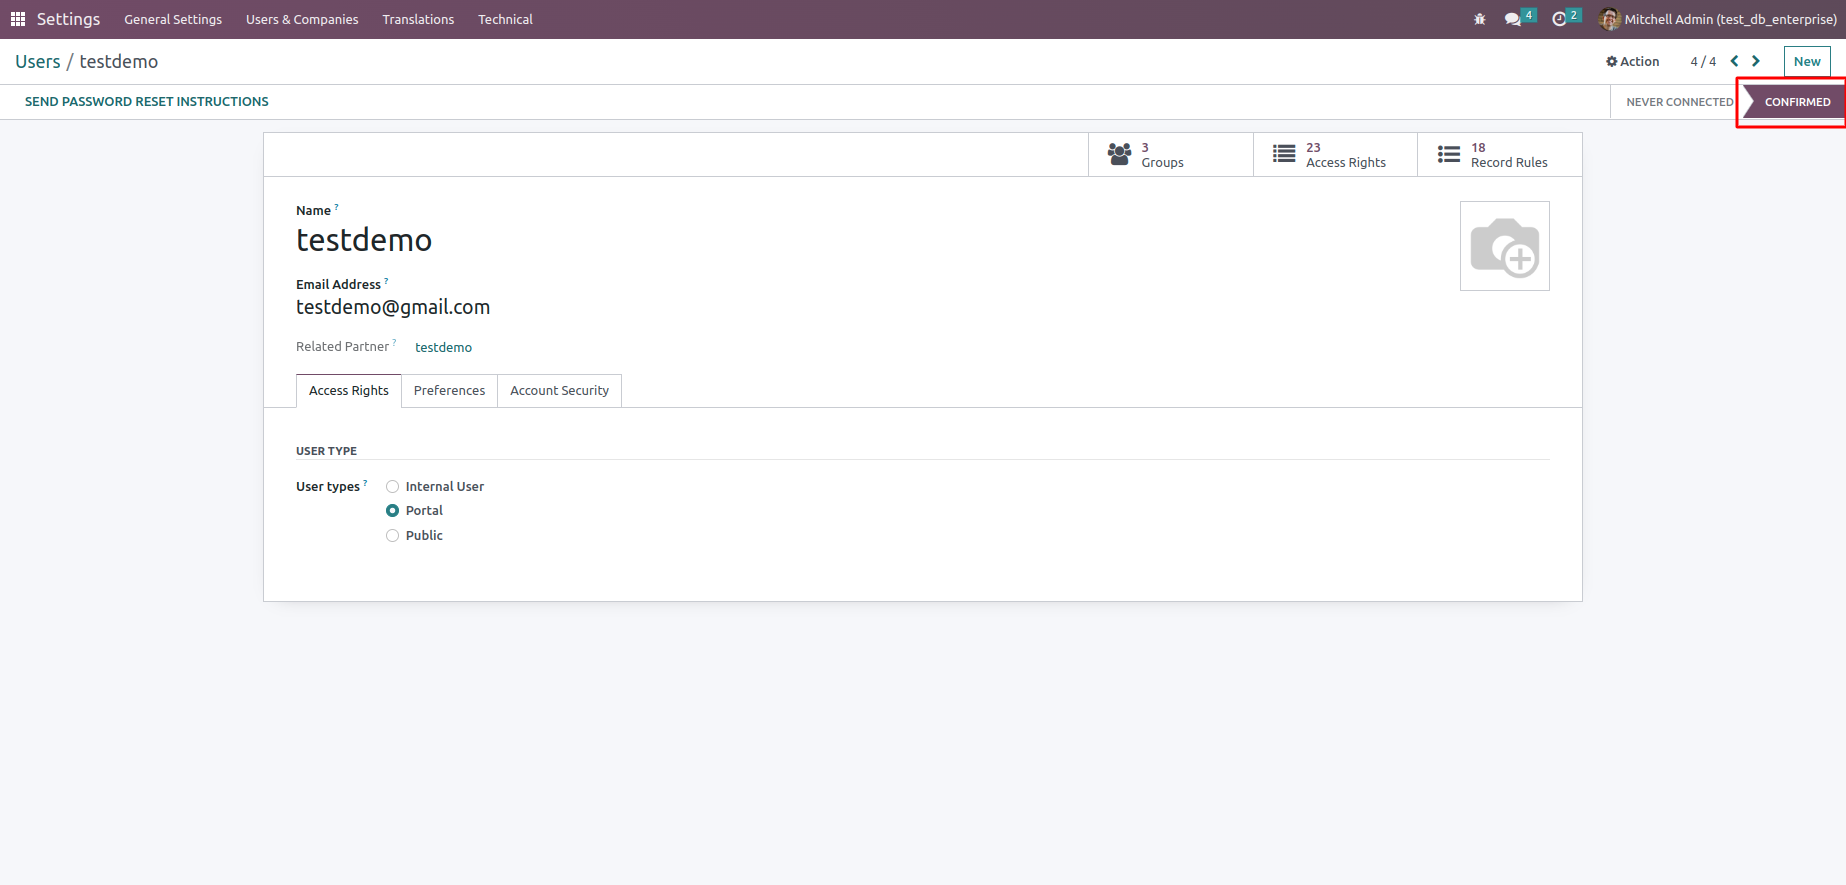 Settings General Settings Users & Companies Translations Technical 4 2 Mitchell Admin (test_db_enterprise)
Users / testdemo Action 4 / 4 New
SEND PASSWORD RESET INSTRUCTIONS NEVER CONNECTED CONFIRMED
3 Groups 23 Access Rights 18 Record Rules
Name ?
testdemo
Email Address ?
testdemo@gmail.com
Related Partner ? testdemo
Access Rights Preferences Account Security
USER TYPE
User types ? Internal User
Portal
Public